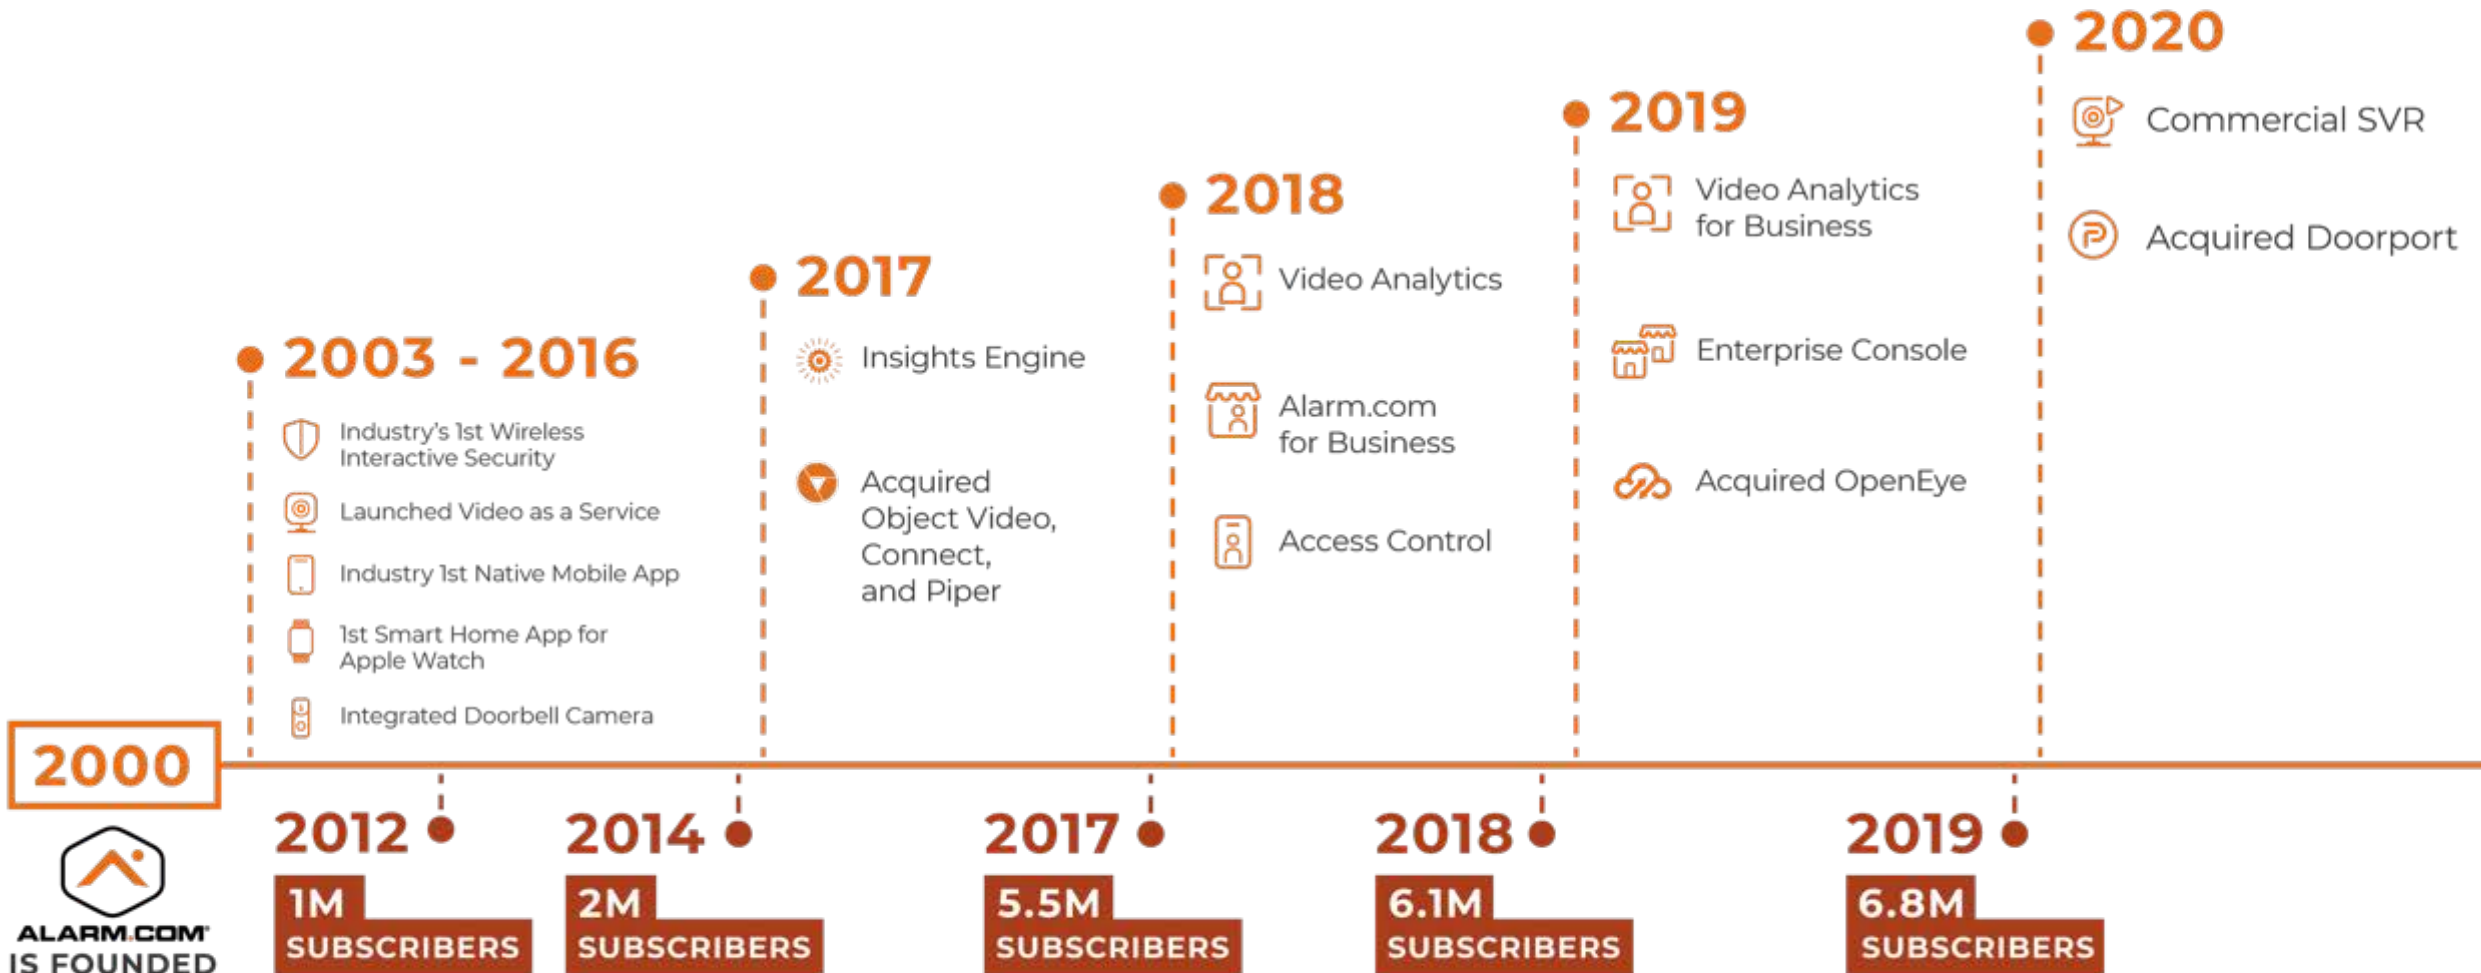 2020
Commercial SVR
Acquired Doorport
2019
Video Analytics
for Business
Enterprise Console
Acquired OpenEye
2018
Video Analytics
Alarm.com
for Business
Access Control
2017
Insights Engine
Acquired
Object Video,
Connect,
and Piper
2003 - 2016
Industry's 1st Wireless
Interactive Security
Launched Video as a Service
Industry 1st Native Mobile App
1st Smart Home App for
Apple Watch
Integrated Doorbell Camera
2000
ALARM.COM®
IS FOUNDED
2012
1M
SUBSCRIBERS
2014
2M
SUBSCRIBERS
2017
5.5M
SUBSCRIBERS
2018
6.1M
SUBSCRIBERS
2019
6.8M
SUBSCRIBERS